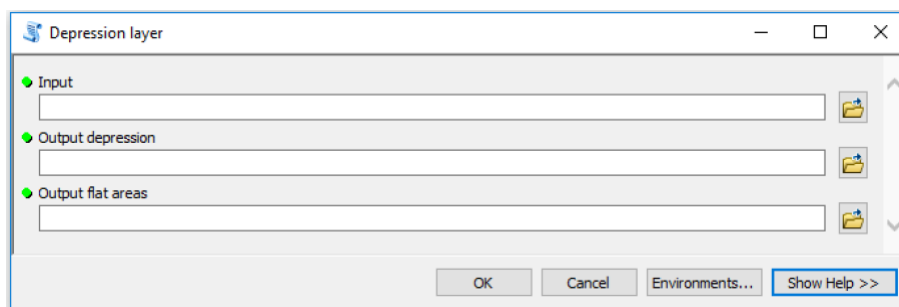 Depression layer
Input
Output depression
Output flat areas
OK Cancel Environments... Show Help >>